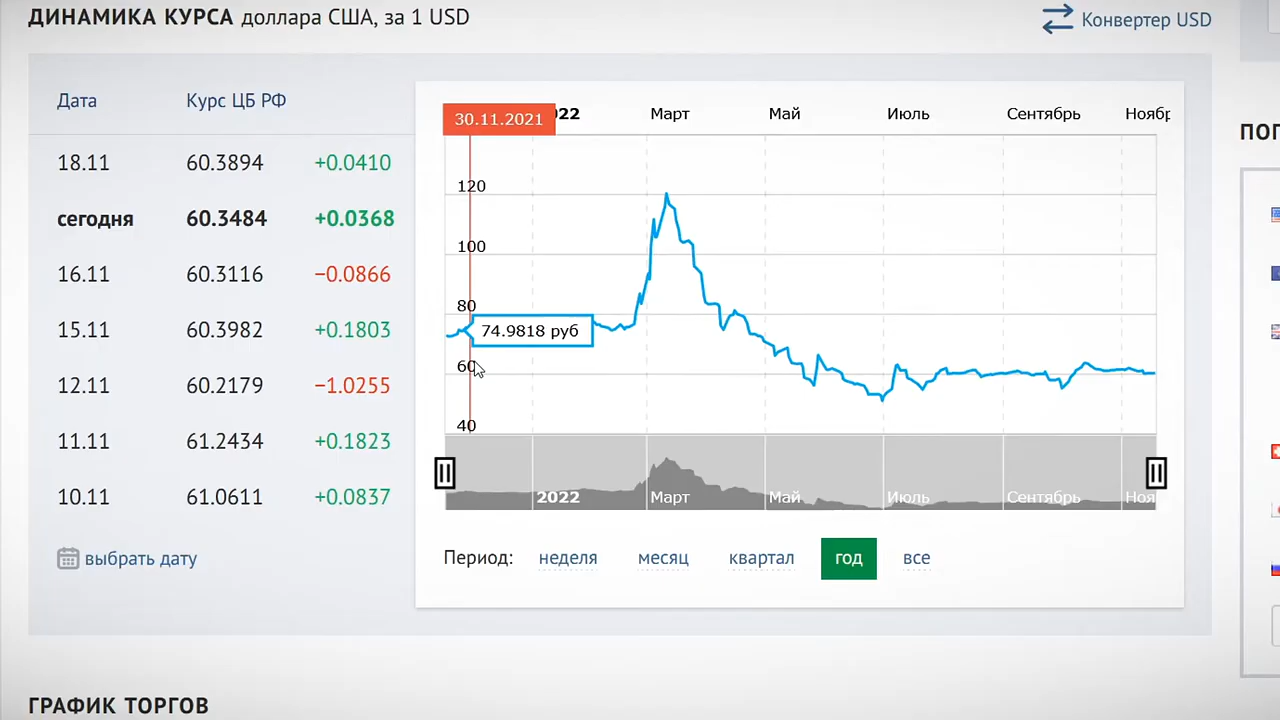 ДИНАМИКА КУРСА доллара США, за 1 USD
Конвертер USD
Дата Курс ЦБ РФ
18.11 60.3894 +0.0410
сегодня 60.3484 +0.0368
16.11 60.3116 −0.0866
15.11 60.3982 +0.1803
12.11 60.2179 −1.0255
11.11 61.2434 +0.1823
10.11 61.0611 +0.0837
выбрать дату
30.11.2021 22 Март Май Июль Сентябрь Ноябр
120
100
80
74.9818 руб
60
40
2022 Март Май Июль Сентябрь Ноя
Период: неделя месяц квартал год все
ПОП
ГРАФИК ТОРГОВ